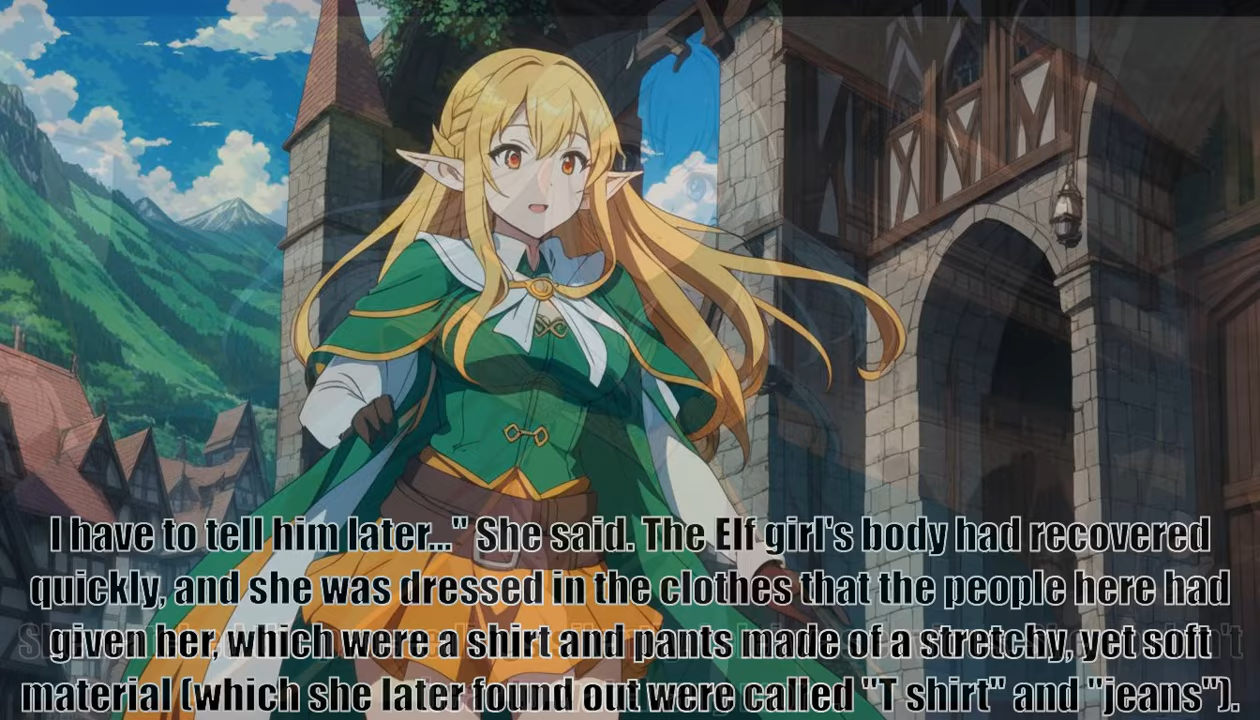 I have to tell him later..." She said. The Elf girl's body had recovered
quickly, and she was dressed in the clothes that the people here had
given her, which were a shirt and pants made of a stretchy, yet soft
material (which she later found out were called "T shirt" and "jeans").